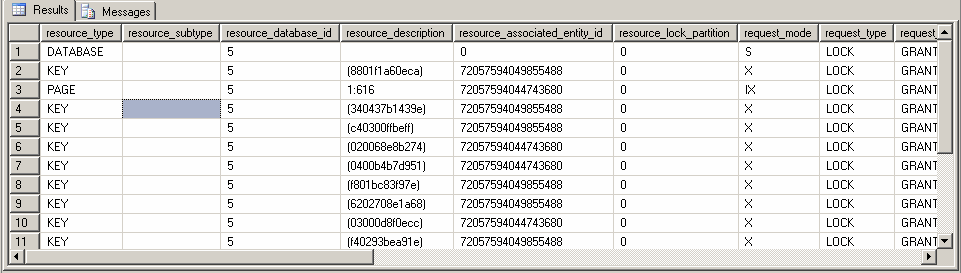 Results Messages
resource_type resource_subtype resource_database_id resource_description resource_associated_entity_id resource_lock_partition request_mode request_type request_
1 DATABASE 5 0 0 S LOCK GRANT
2 KEY 5 (8801f1a60eca) 72057594049855488 0 X LOCK GRANT
3 PAGE 5 1:616 72057594044743680 0 IX LOCK GRANT
4 KEY 5 (340437b1439e) 72057594049855488 0 X LOCK GRANT
5 KEY 5 (c40300ffbeff) 72057594049855488 0 X LOCK GRANT
6 KEY 5 (020068e8b274) 72057594044743680 0 X LOCK GRANT
7 KEY 5 (0400b4b7d951) 72057594044743680 0 X LOCK GRANT
8 KEY 5 (f801bc83f97e) 72057594049855488 0 X LOCK GRANT
9 KEY 5 (6202708e1a68) 72057594049855488 0 X LOCK GRANT
10 KEY 5 (03000d8f0ecc) 72057594044743680 0 X LOCK GRANT
11 KEY 5 (f40293bea91e) 72057594049855488 0 X LOCK GRANT